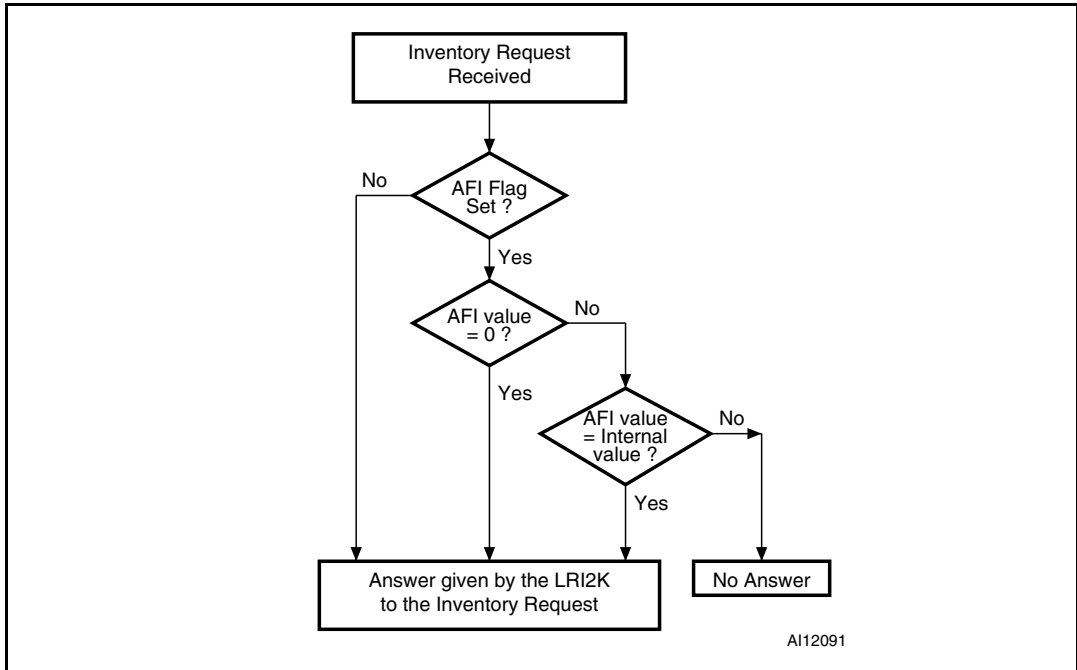 Inventory Request
Received
No
AFI Flag
Set ?
Yes
AFI value
= 0 ?
No
Yes
AFI value
= Internal
value ?
No
Yes
Answer given by the LRI2K
to the Inventory Request
No Answer
AI12091